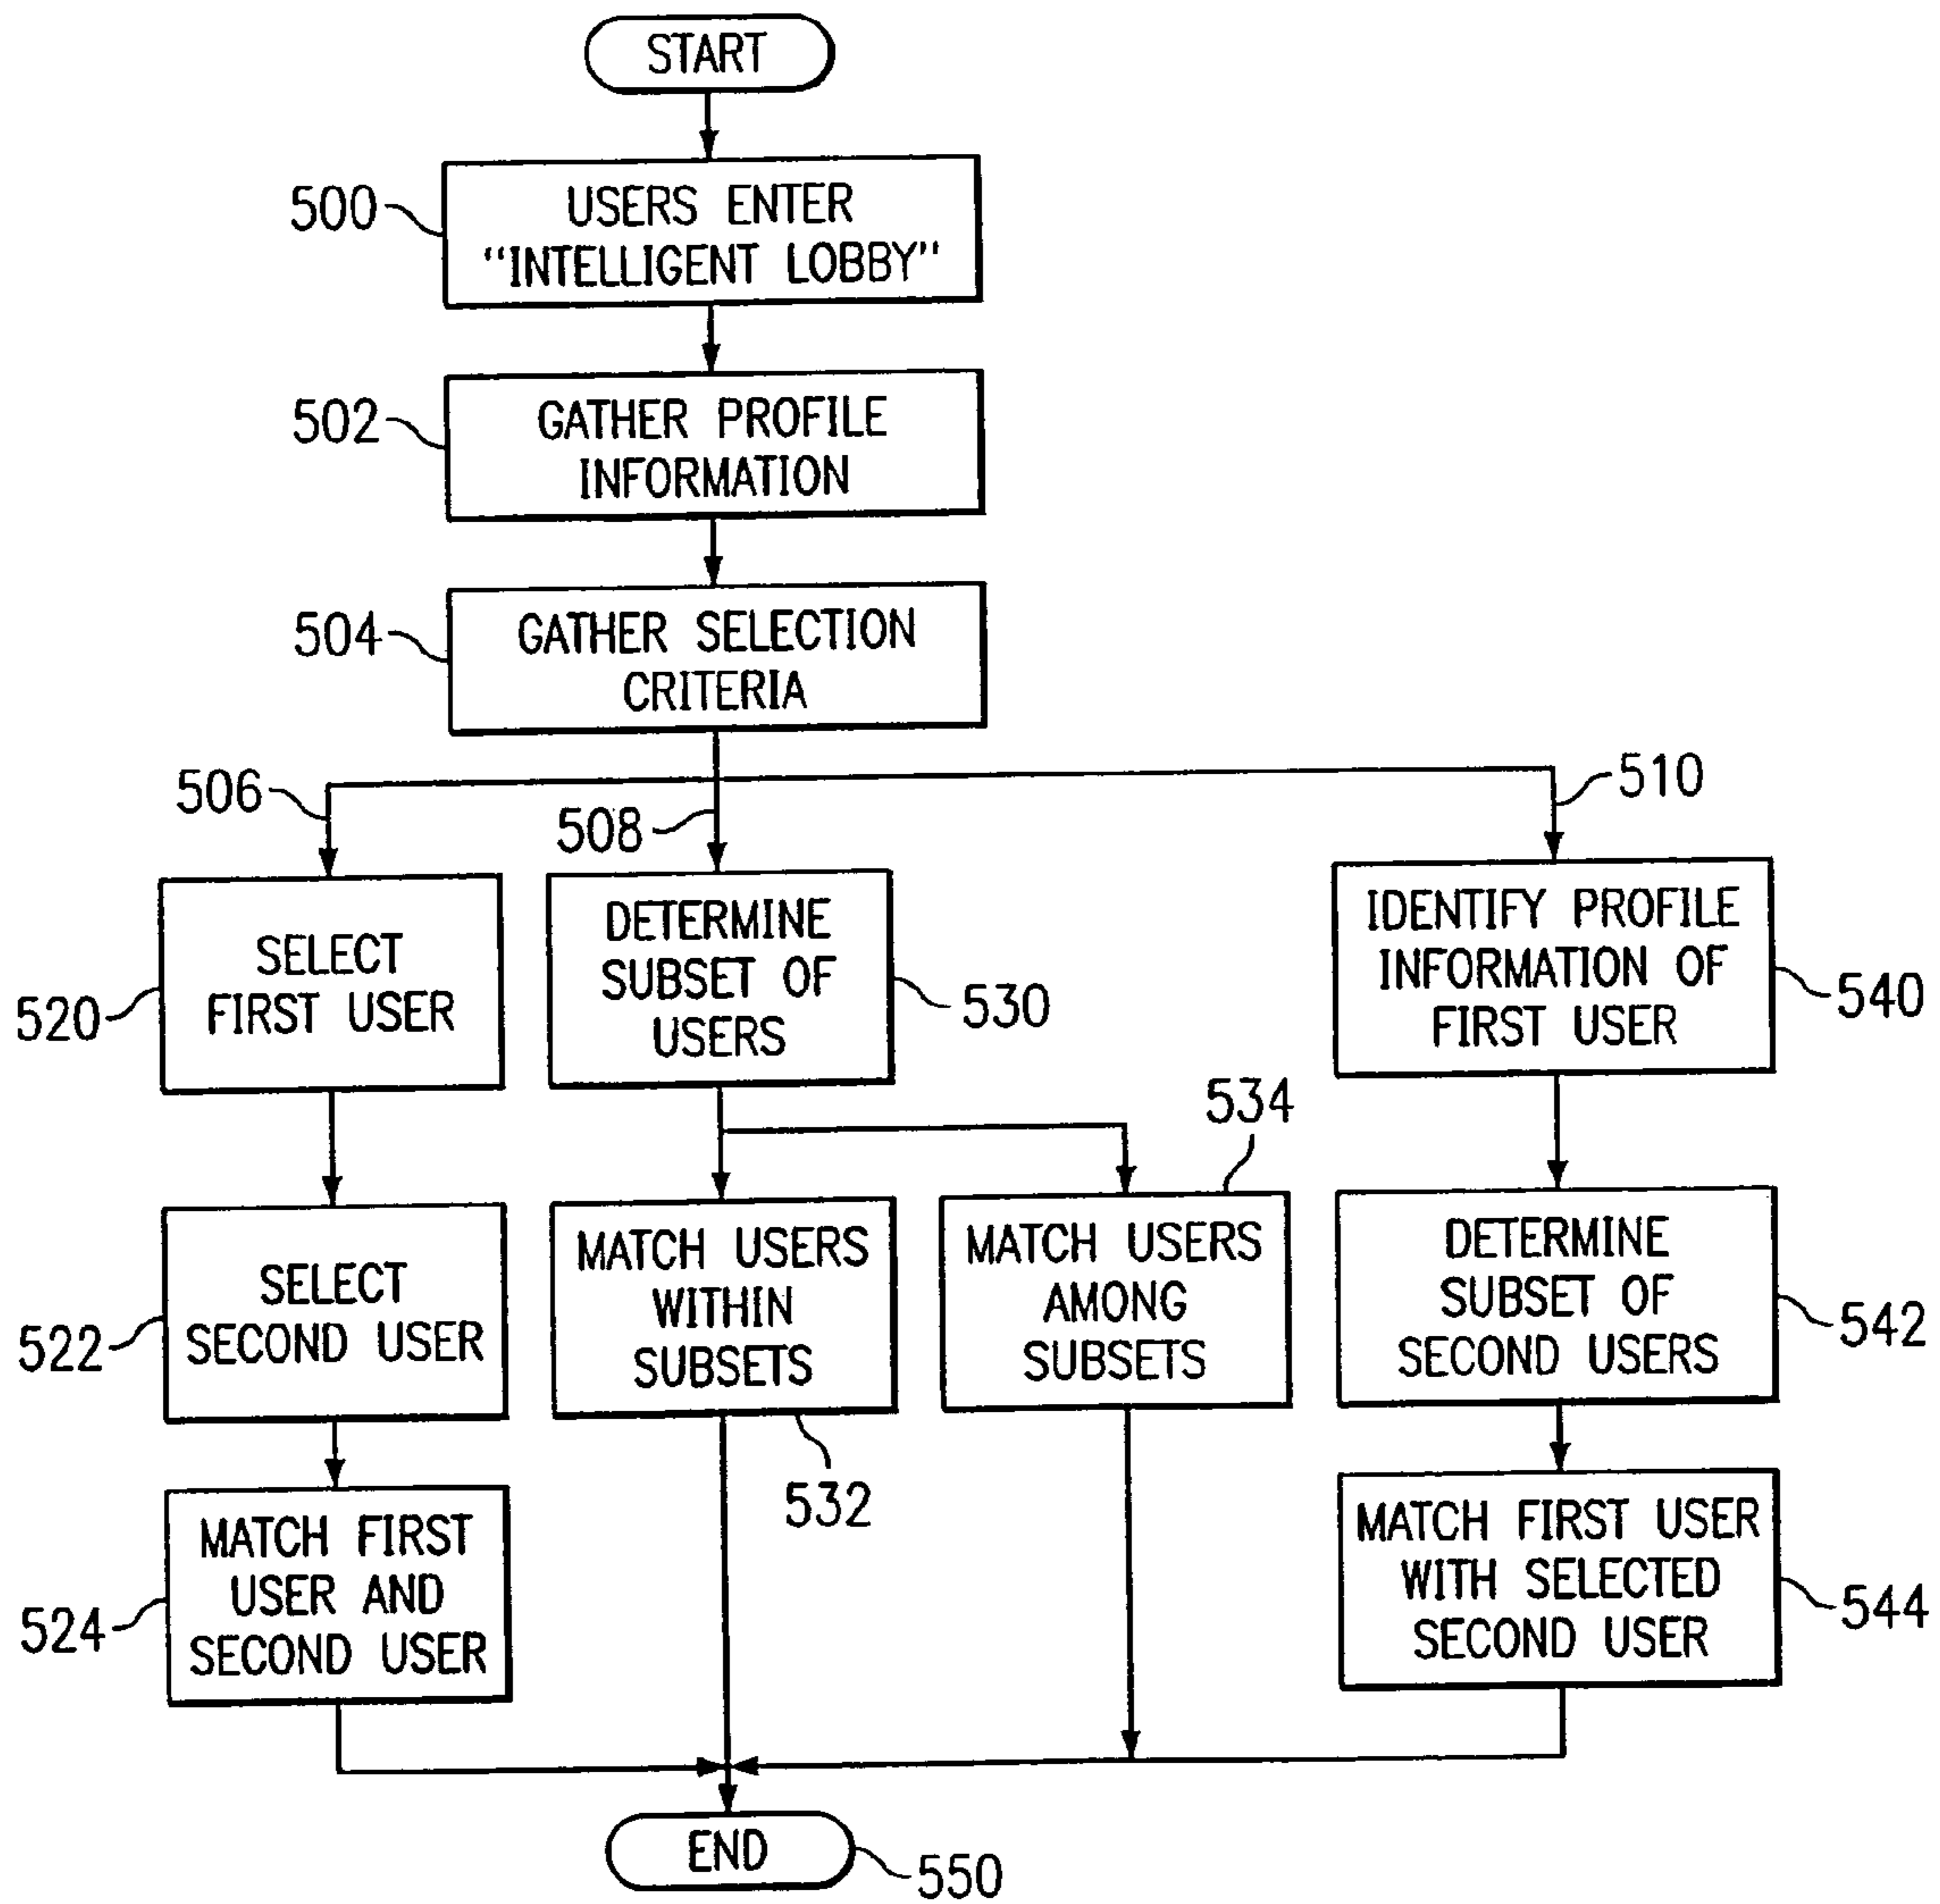 START
500
USERS ENTER
"INTELLIGENT LOBBY"
502
GATHER PROFILE
INFORMATION
504
GATHER SELECTION
CRITERIA
506
508
510
520
SELECT
FIRST USER
DETERMINE
SUBSET OF
USERS
530
IDENTIFY PROFILE
INFORMATION OF
FIRST USER
540
534
522
SELECT
SECOND USER
MATCH USERS
WITHIN
SUBSETS
532
MATCH USERS
AMONG
SUBSETS
DETERMINE
SUBSET OF
SECOND USERS
542
524
MATCH FIRST
USER AND
SECOND USER
MATCH FIRST USER
WITH SELECTED
SECOND USER
544
END
550